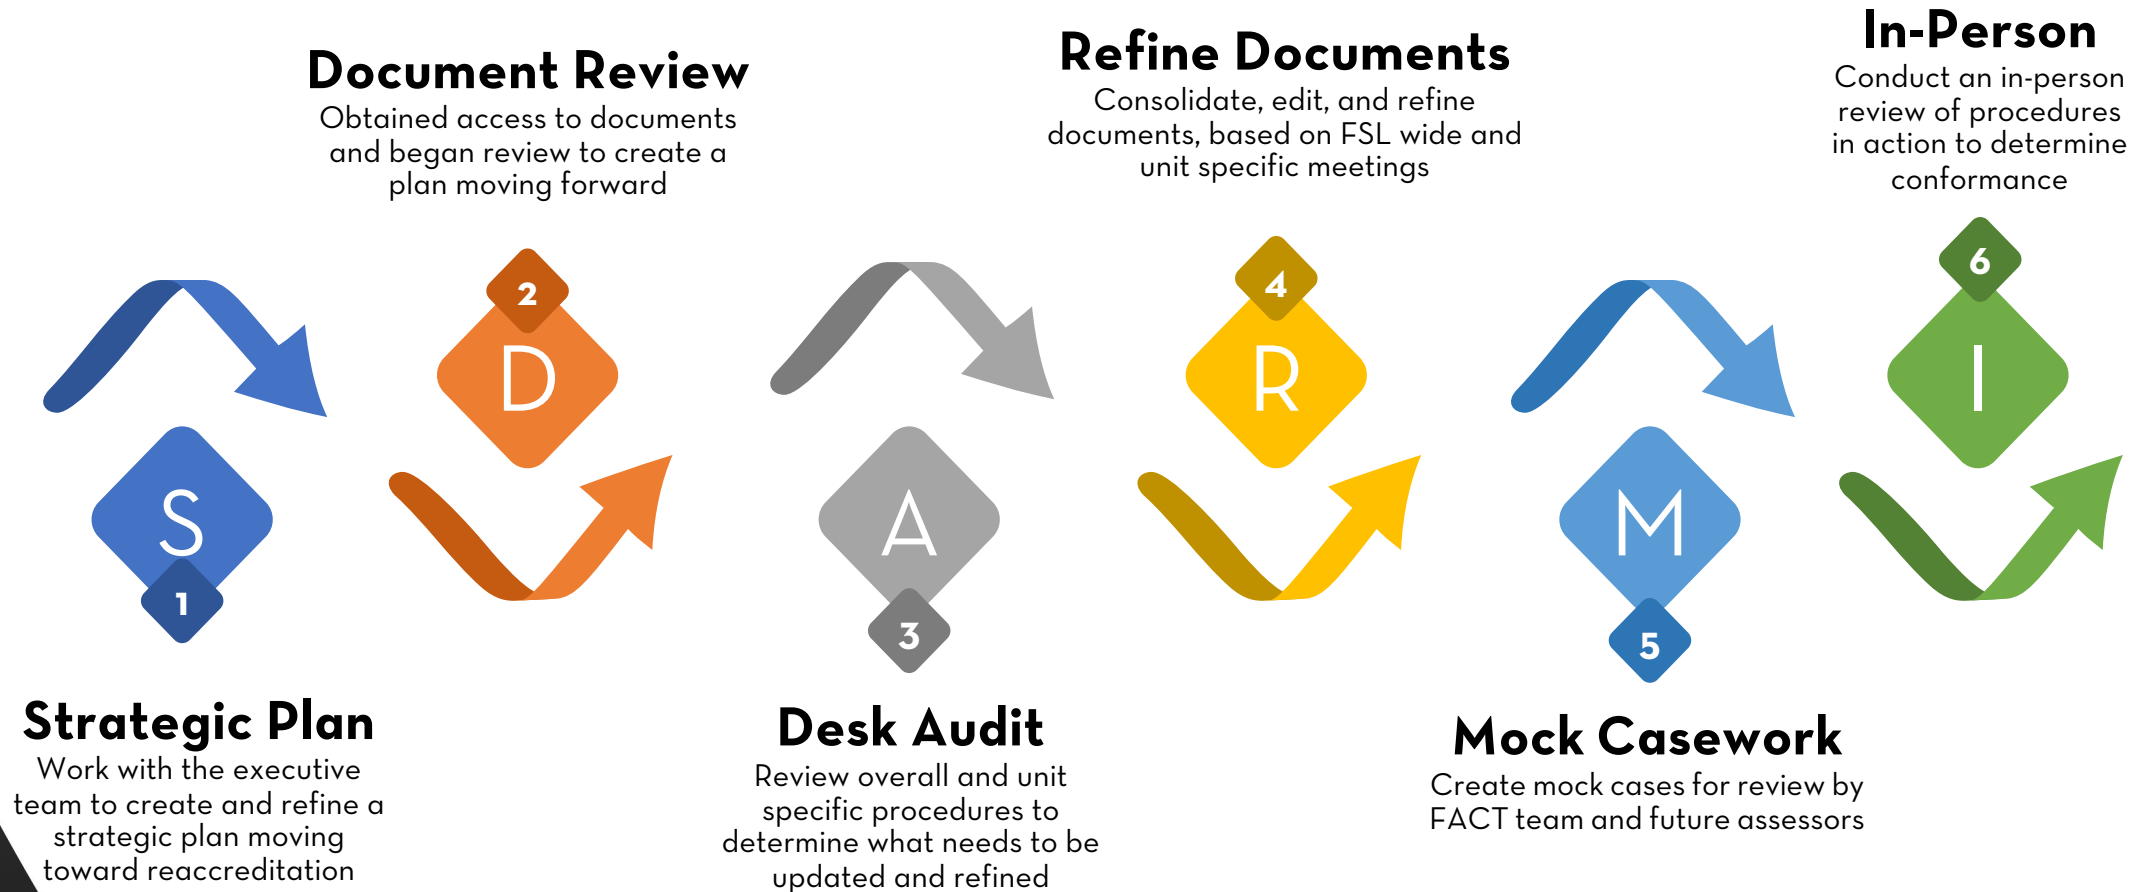 Strategic Plan
Work with the executive
team to create and refine a
strategic plan moving
toward reaccreditation
S
1
Document Review
Obtained access to documents
and began review to create a
plan moving forward
2
D
A
3
Desk Audit
Review overall and unit
specific procedures to
determine what needs to be
updated and refined
Refine Documents
Consolidate, edit, and refine
documents, based on FSL wide and
unit specific meetings
4
R
M
5
Mock Casework
Create mock cases for review by
FACT team and future assessors
In-Person
Conduct an in-person
review of procedures
in action to determine
conformance
6
I